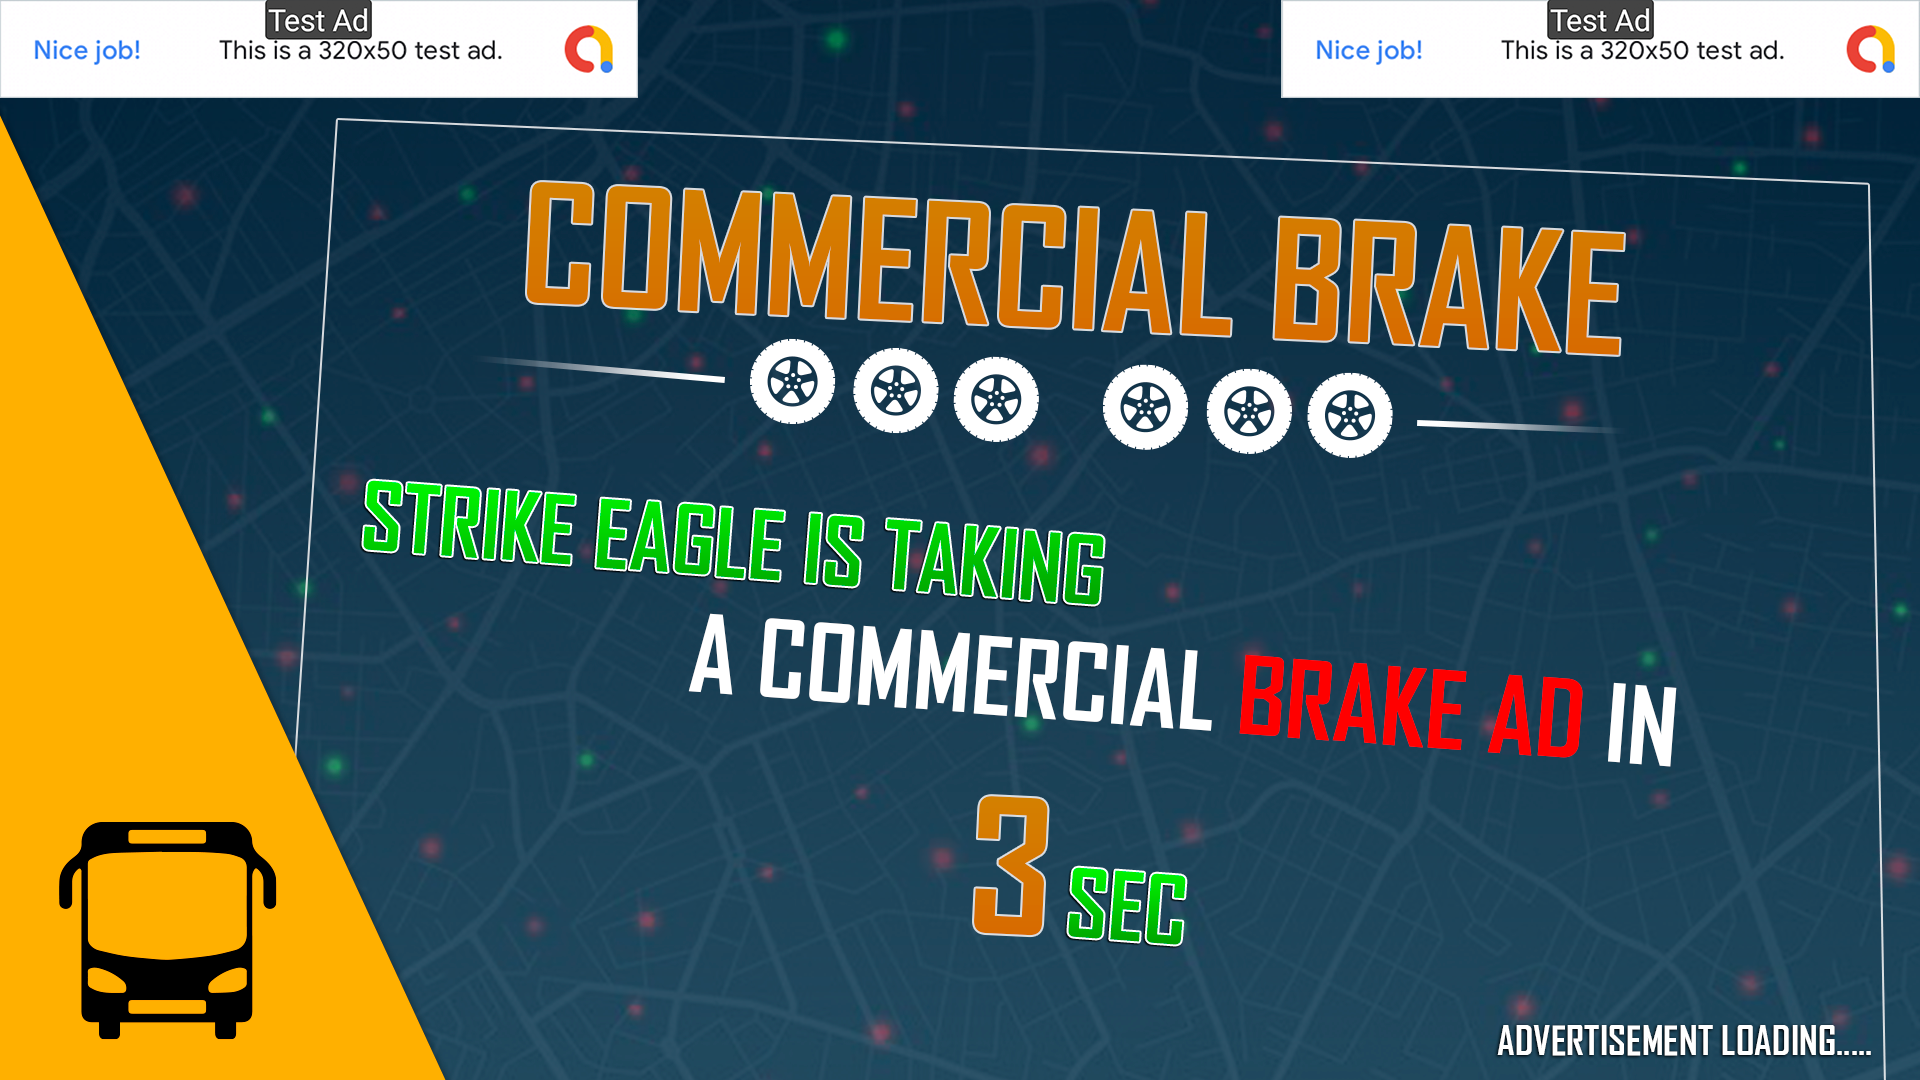 Test Ad
Nice job! This is a 320x50 test ad.
Test Ad
Nice job! This is a 320x50 test ad.
COMMERCIAL BRAKE
STRIKE EAGLE IS TAKING
A COMMERCIAL BRAKE AD IN
3 SEC
ADVERTISEMENT LOADING.....